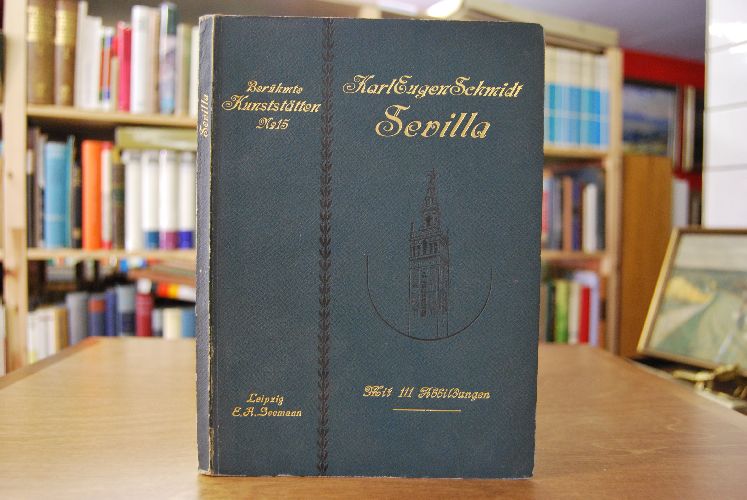 Sevilla
Berühmte
Kunststätten
No 15
Karl Eugen Schmidt
Sevilla
Mit 111 Abbildungen
Leipzig
E. A. Seemann